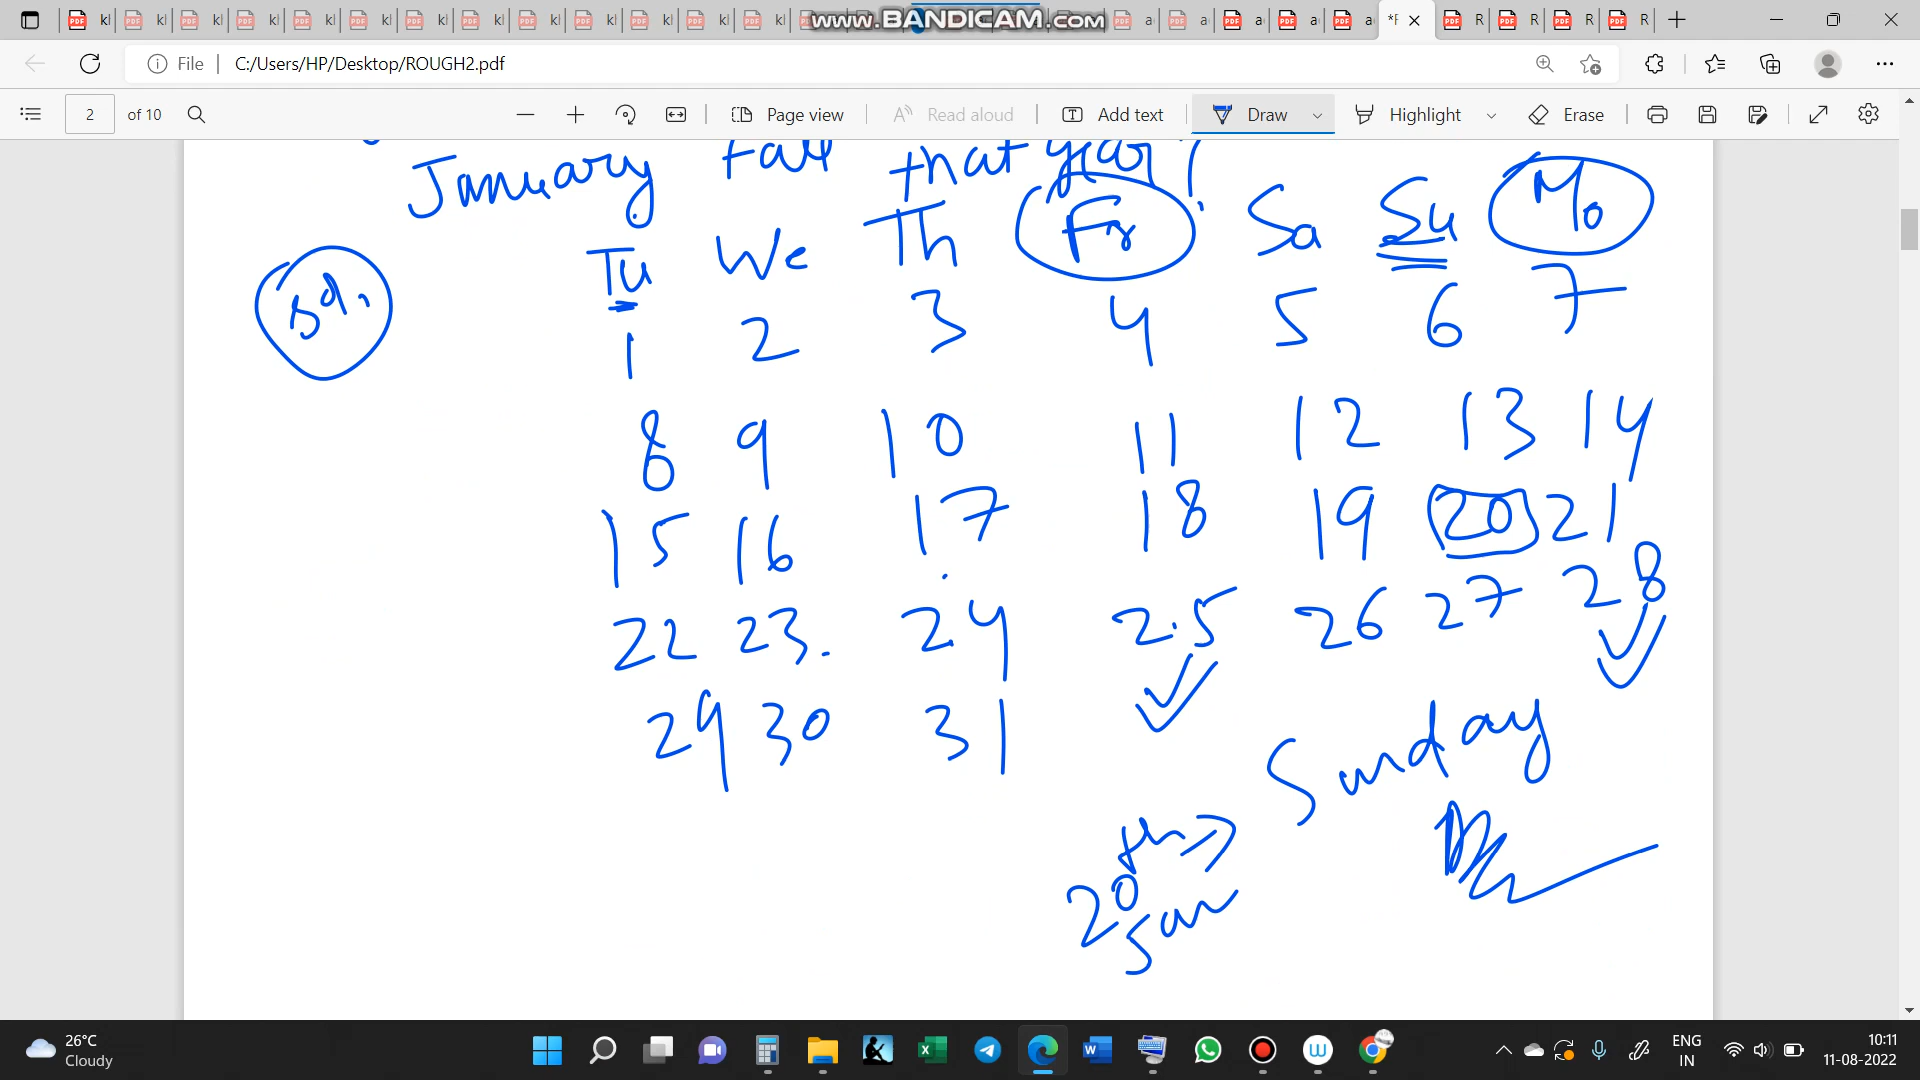 www.BANDICAM.com
File C:/Users/HP/Desktop/ROUGH2.pdf
2 of 10 Page view Read aloud Add text Draw Highlight Erase
January fall that year?
Sol. Tu We Th Fr Sa Su Mo
1 2 3 4 5 6 7
8 9 10 11 12 13 14
15 16 17 18 19 20 21
22 23. 24 25 26 27 28
29 30 31
Sunday
20th Jan
26°C
Cloudy
ENG
IN
10:11
11-08-2022